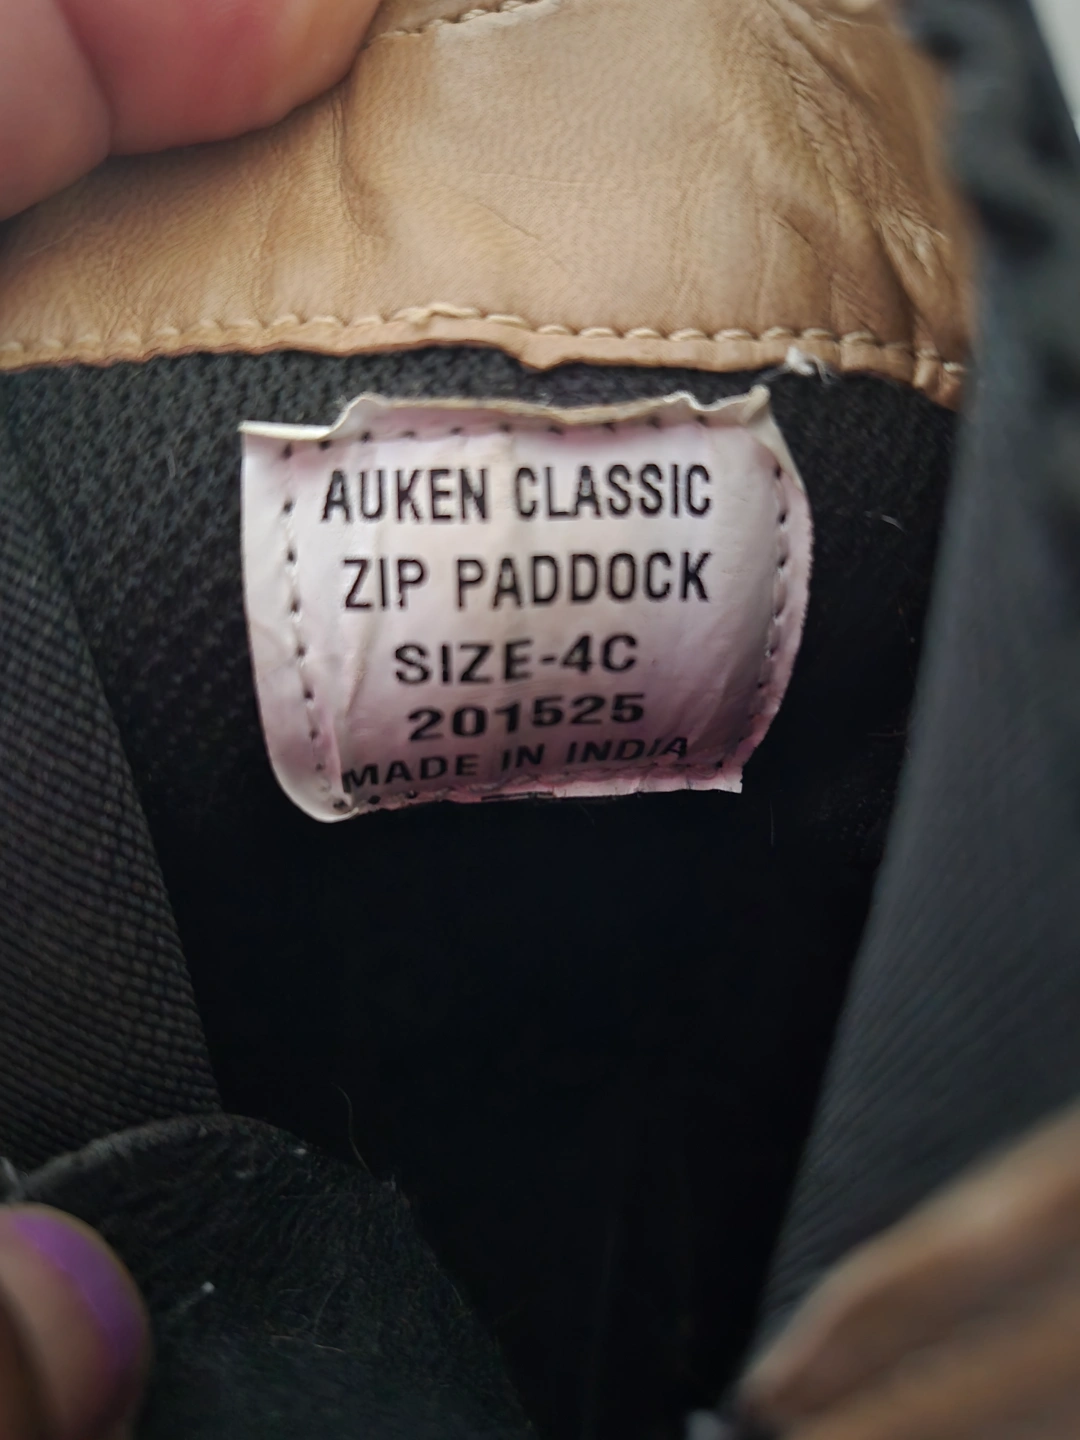 AUKEN CLASSIC
ZIP PADDOCK
SIZE-4C
201525
MADE IN INDIA